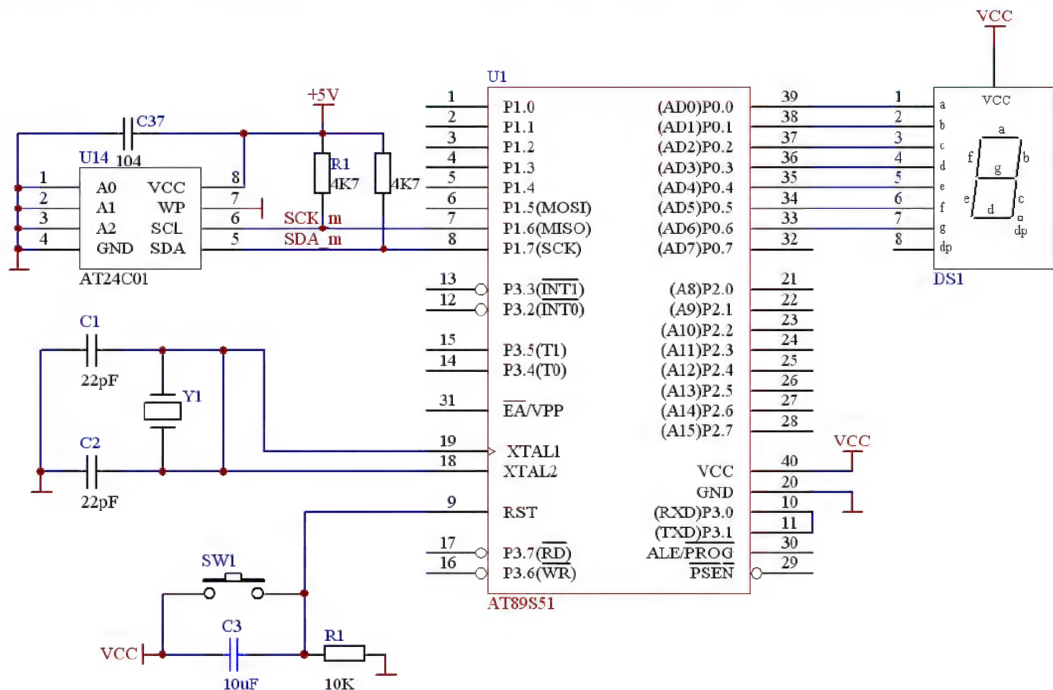 VCC
U1
+5V
C37
104
U14
1 A0 VCC 8
2 A1 WP 7
3 A2 SCL 6
4 GND SDA 5
AT24C01
R1
4K7
4K7
SCK_m
SDA_m
1 P1.0 (AD0)P0.0 39
2 P1.1 (AD1)P0.1 38
3 P1.2 (AD2)P0.2 37
4 P1.3 (AD3)P0.3 36
5 P1.4 (AD4)P0.4 35
6 P1.5(MOSI) (AD5)P0.5 34
7 P1.6(MISO) (AD6)P0.6 33
8 P1.7(SCK) (AD7)P0.7 32
13 P3.3(INT1) (A8)P2.0 21
12 P3.2(INT0) (A9)P2.1 22
(A10)P2.2 23
15 P3.5(T1) (A11)P2.3 24
14 P3.4(T0) (A12)P2.4 25
(A13)P2.5 26
31 EA/VPP (A14)P2.6 27
(A15)P2.7 28
19 XTAL1
18 XTAL2 VCC 40
GND 20
9 RST (RXD)P3.0 10
(TXD)P3.1 11
17 P3.7(RD) ALE/PROG 30
16 P3.6(WR) PSEN 29
AT89S51
VCC
1 a
2 b
3 c
4 d
5 e
6 f
7 g
8 dp
VCC
a
f b
g
e c
d
dp
DS1
C1
22pF
Y1
C2
22pF
SW1
C3
VCC
10uF
R1
10K